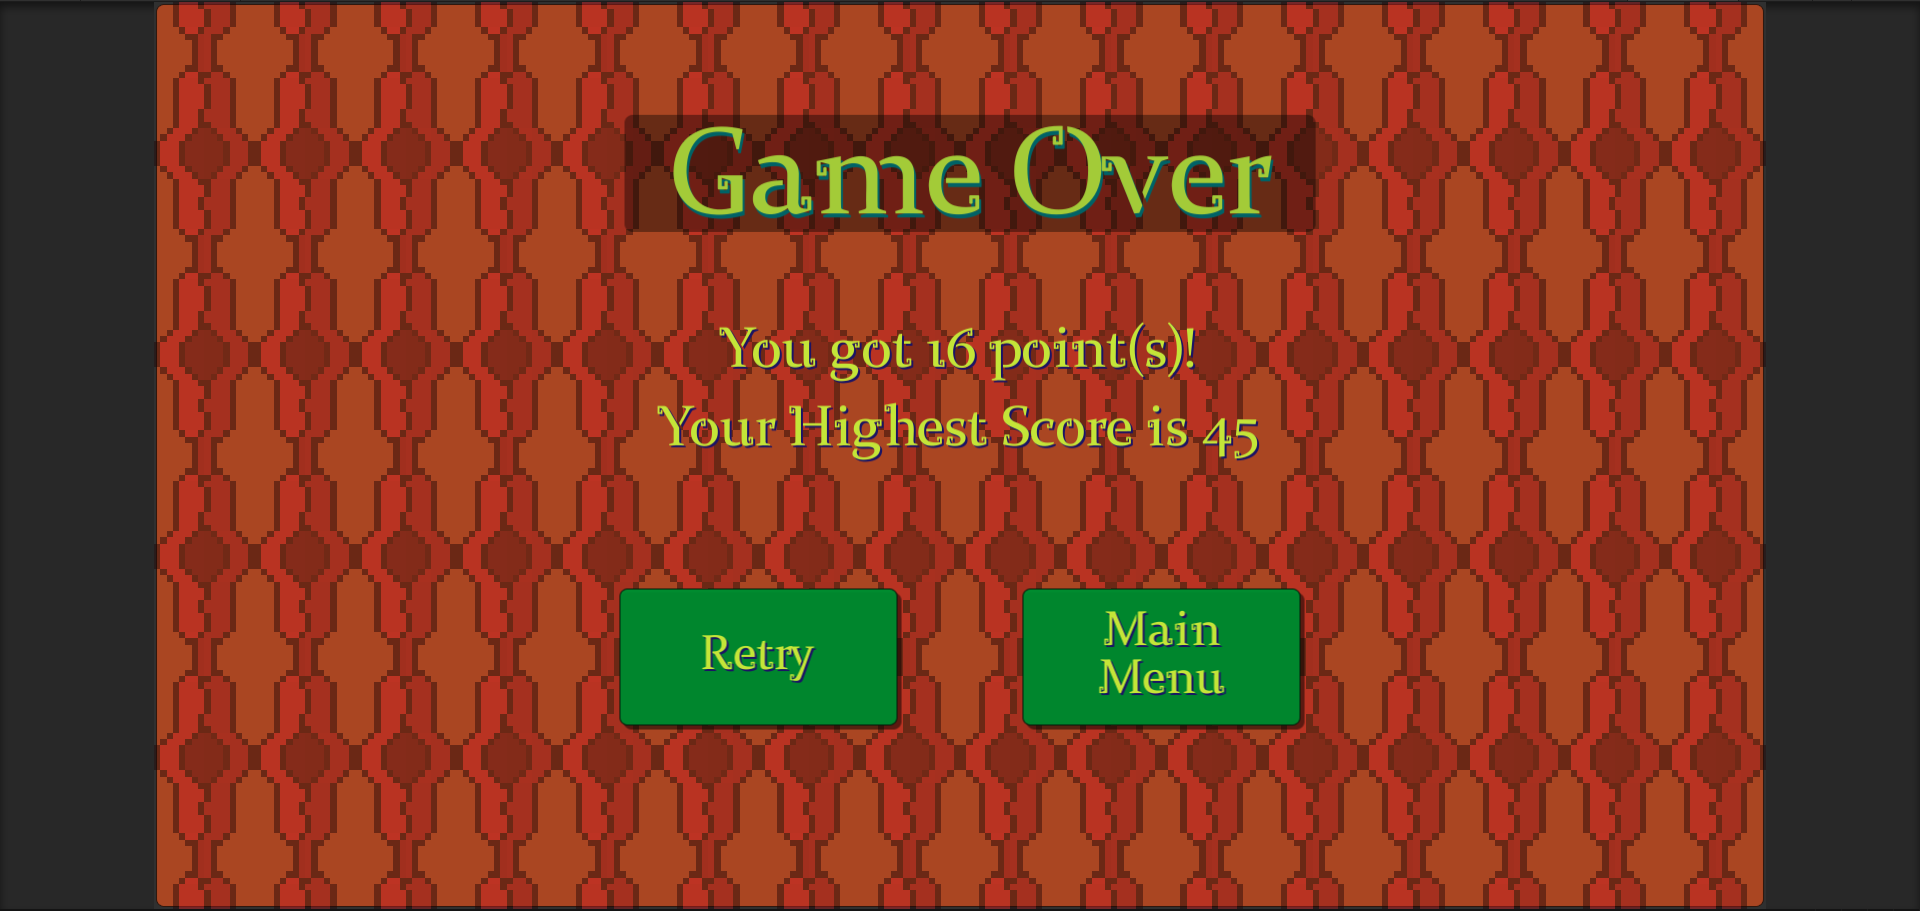 Game Over
You got 16 point(s)!
Your Highest Score is 45
Retry
Main
Menu